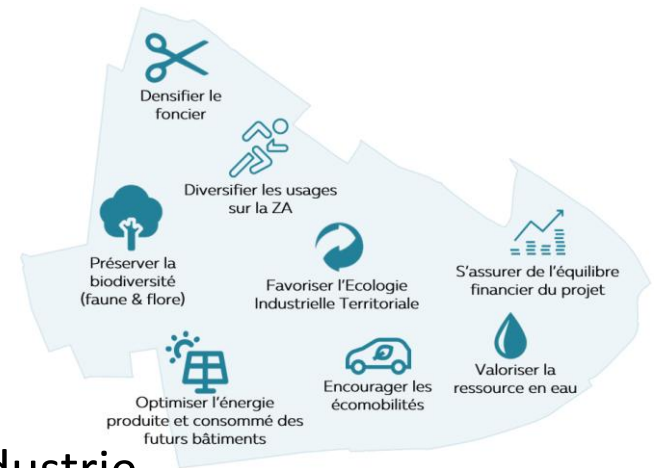 Densifier le
foncier
Diversifier les usages
sur la ZA
Préserver la
biodiversité
(faune & flore)
Favoriser l'Ecologie
Industrielle Territoriale
S'assurer de l'équilibre
financier du projet
Optimiser l'énergie
produite et consommé des
futurs bâtiments
Encourager les
écomobilités
Valoriser la
ressource en eau